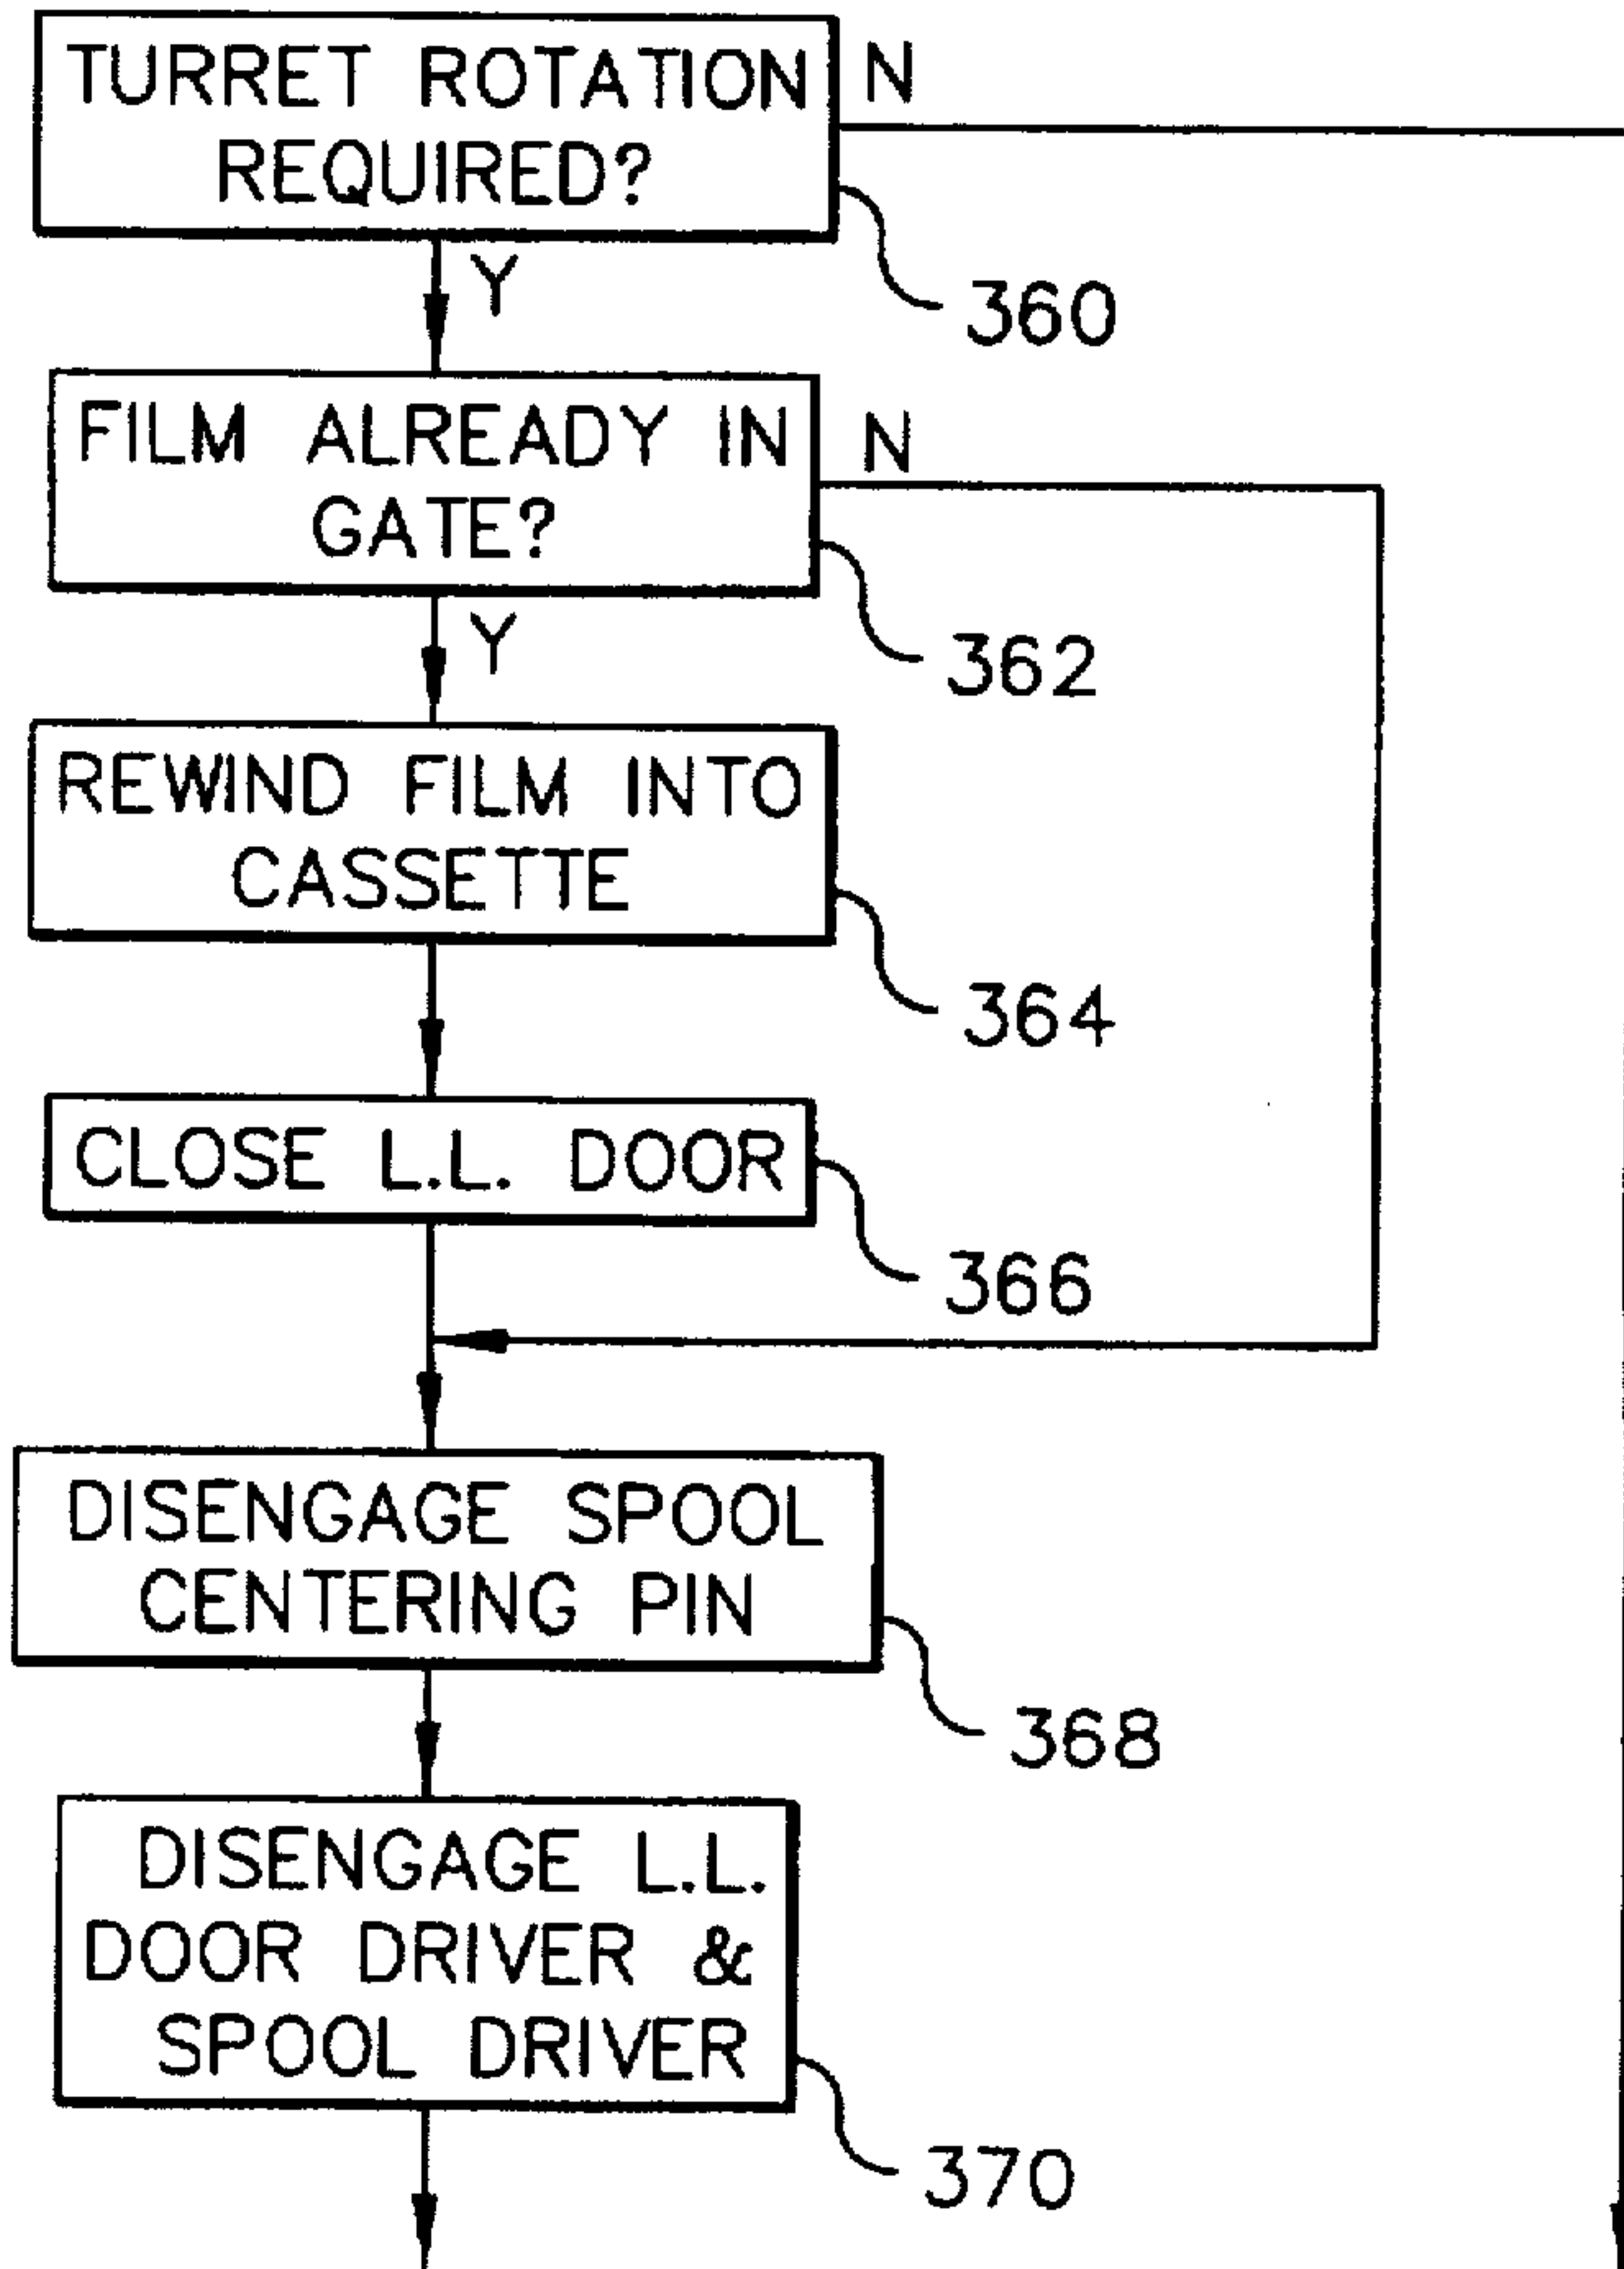 TURRET ROTATION
REQUIRED?
N
360
Y
FILM ALREADY IN
GATE?
N
362
Y
REWIND FILM INTO
CASSETTE
364
CLOSE L.L. DOOR
366
DISENGAGE SPOOL
CENTERING PIN
368
DISENGAGE L.L.
DOOR DRIVER &
SPOOL DRIVER
370